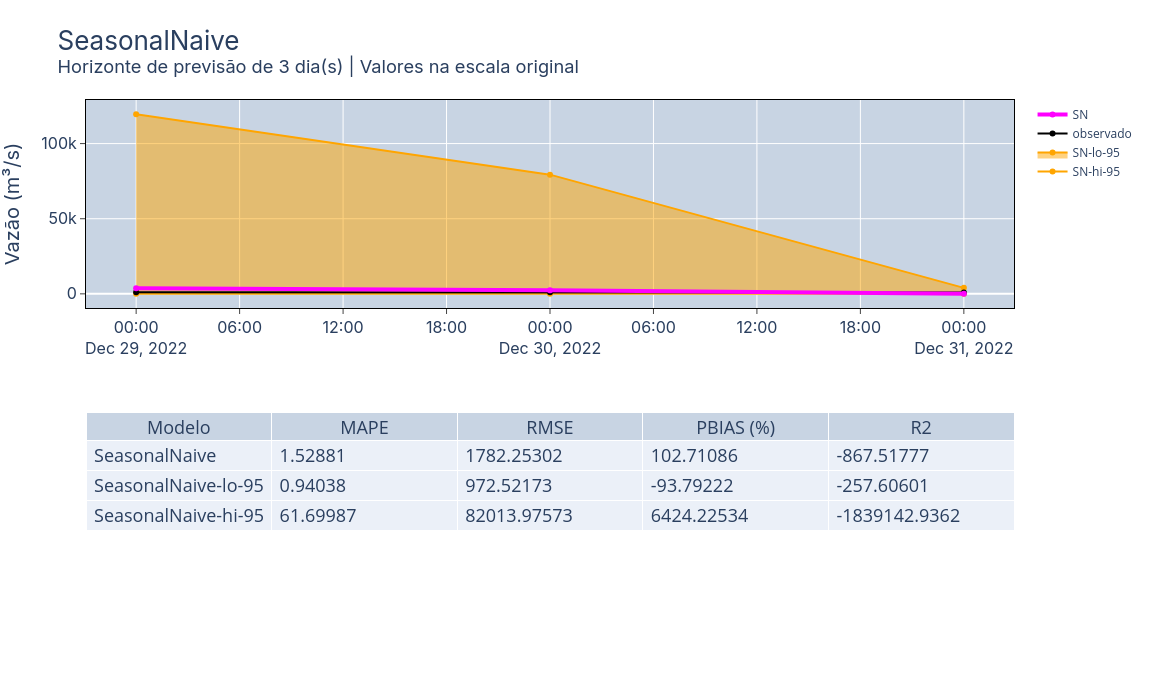 SeasonalNaive
Horizonte de previsão de 3 dia(s) | Valores na escala original
Vazão (m³/s)
100k
50k
0
00:00 06:00 12:00 18:00 00:00 06:00 12:00 18:00 00:00
Dec 29, 2022 Dec 30, 2022 Dec 31, 2022
SN
observado
SN-lo-95
SN-hi-95
Modelo MAPE RMSE PBIAS (%) R2
SeasonalNaive 1.52881 1782.25302 102.71086 -867.51777
SeasonalNaive-lo-95 0.94038 972.52173 -93.79222 -257.60601
SeasonalNaive-hi-95 61.69987 82013.97573 6424.22534 -1839142.9362